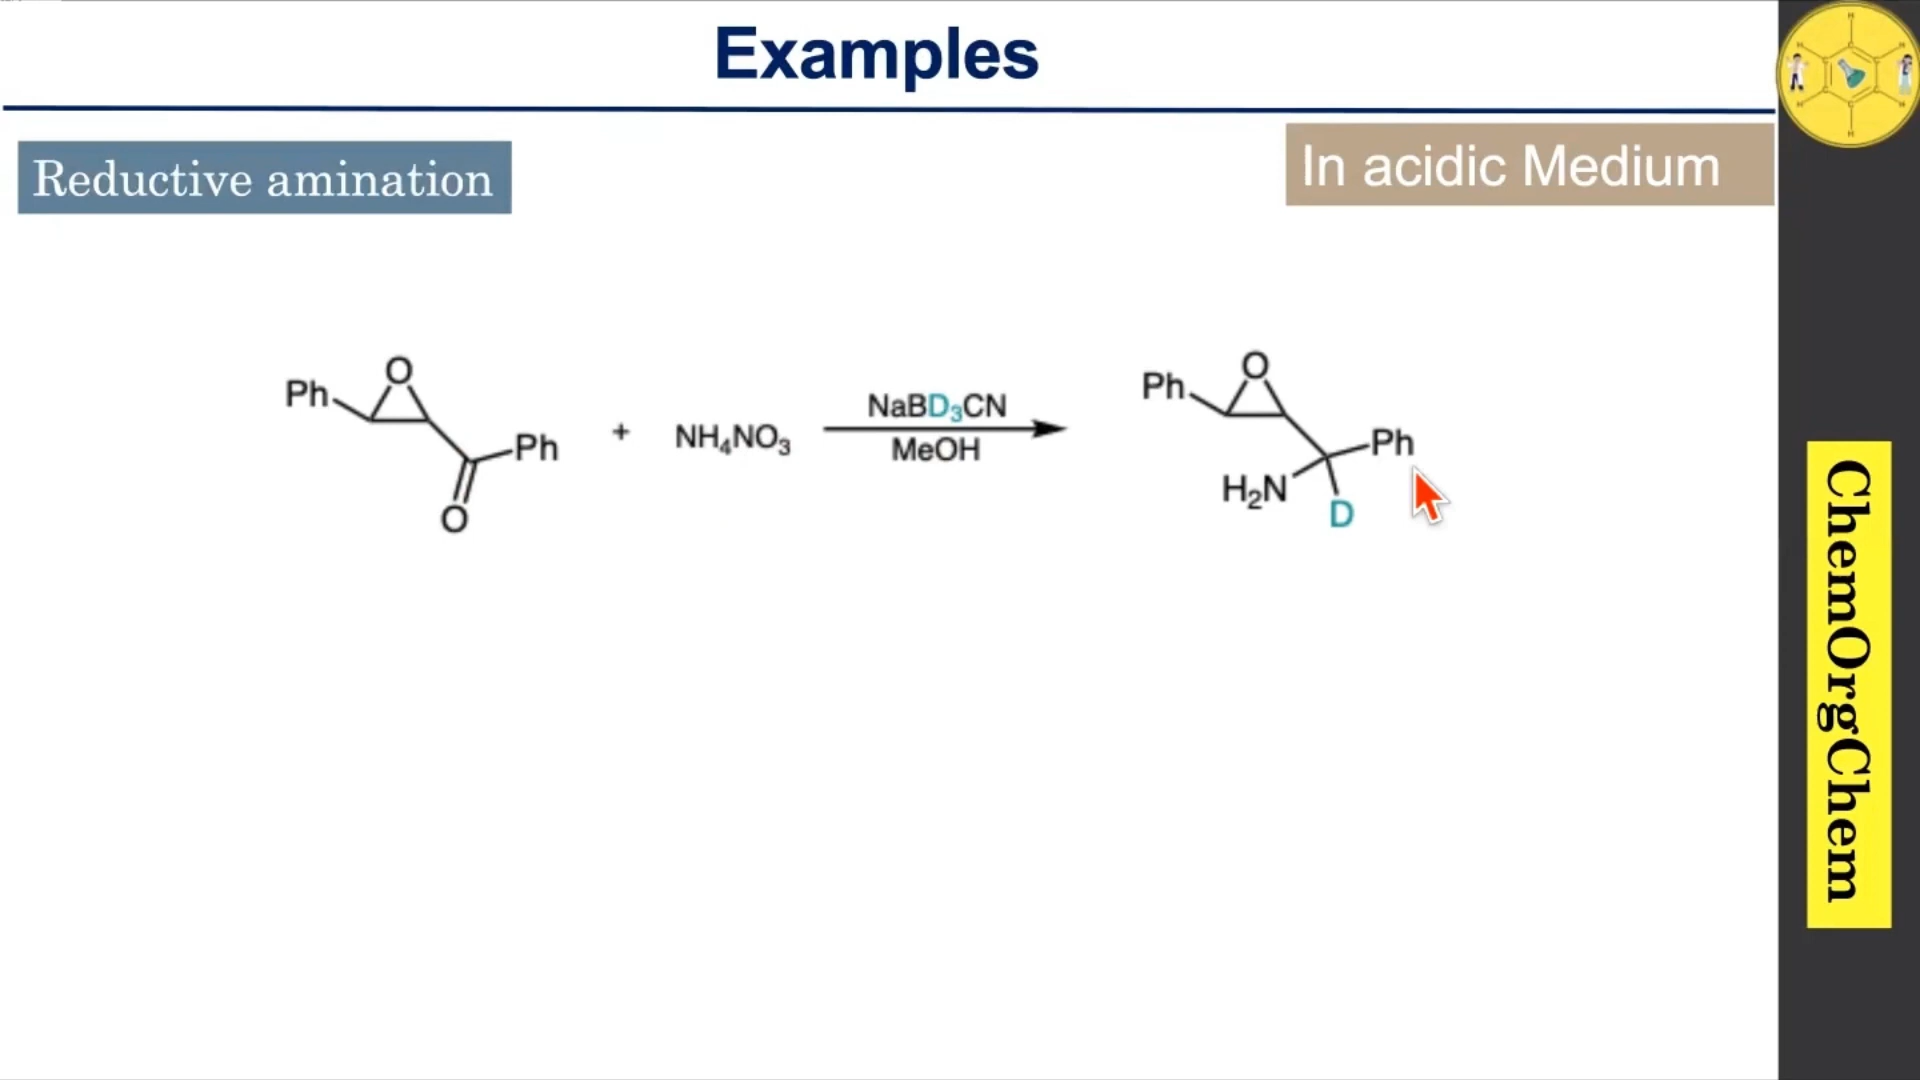 Examples
Reductive amination
In acidic Medium
Ph
O
Ph
O
+
NH4NO3
NaBD3CN
MeOH
Ph
O
Ph
H2N
D
ChemOrgChem